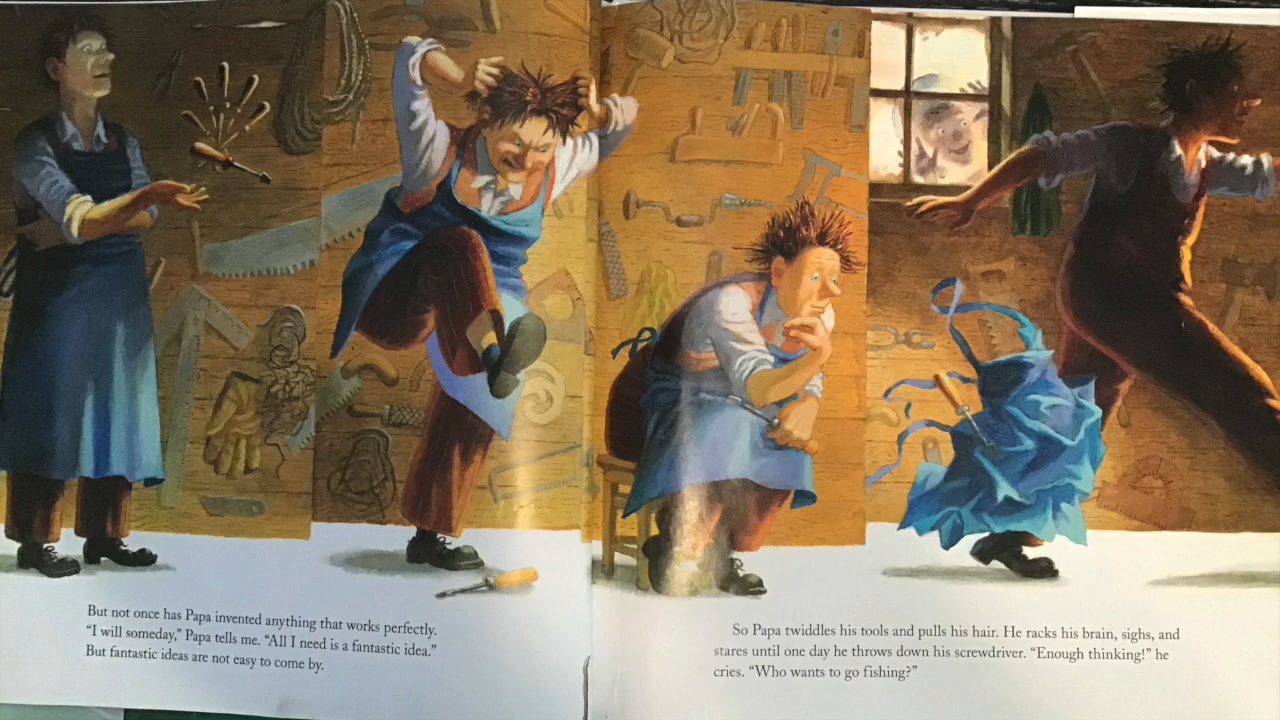 But not once has Papa invented anything that works perfectly.
“I will someday,” Papa tells me. “All I need is a fantastic idea.”
But fantastic ideas are not easy to come by.
So Papa twiddles his tools and pulls his hair. He racks his brain, sighs, and
stares until one day he throws down his screwdriver. “Enough thinking!” he
cries. “Who wants to go fishing?”